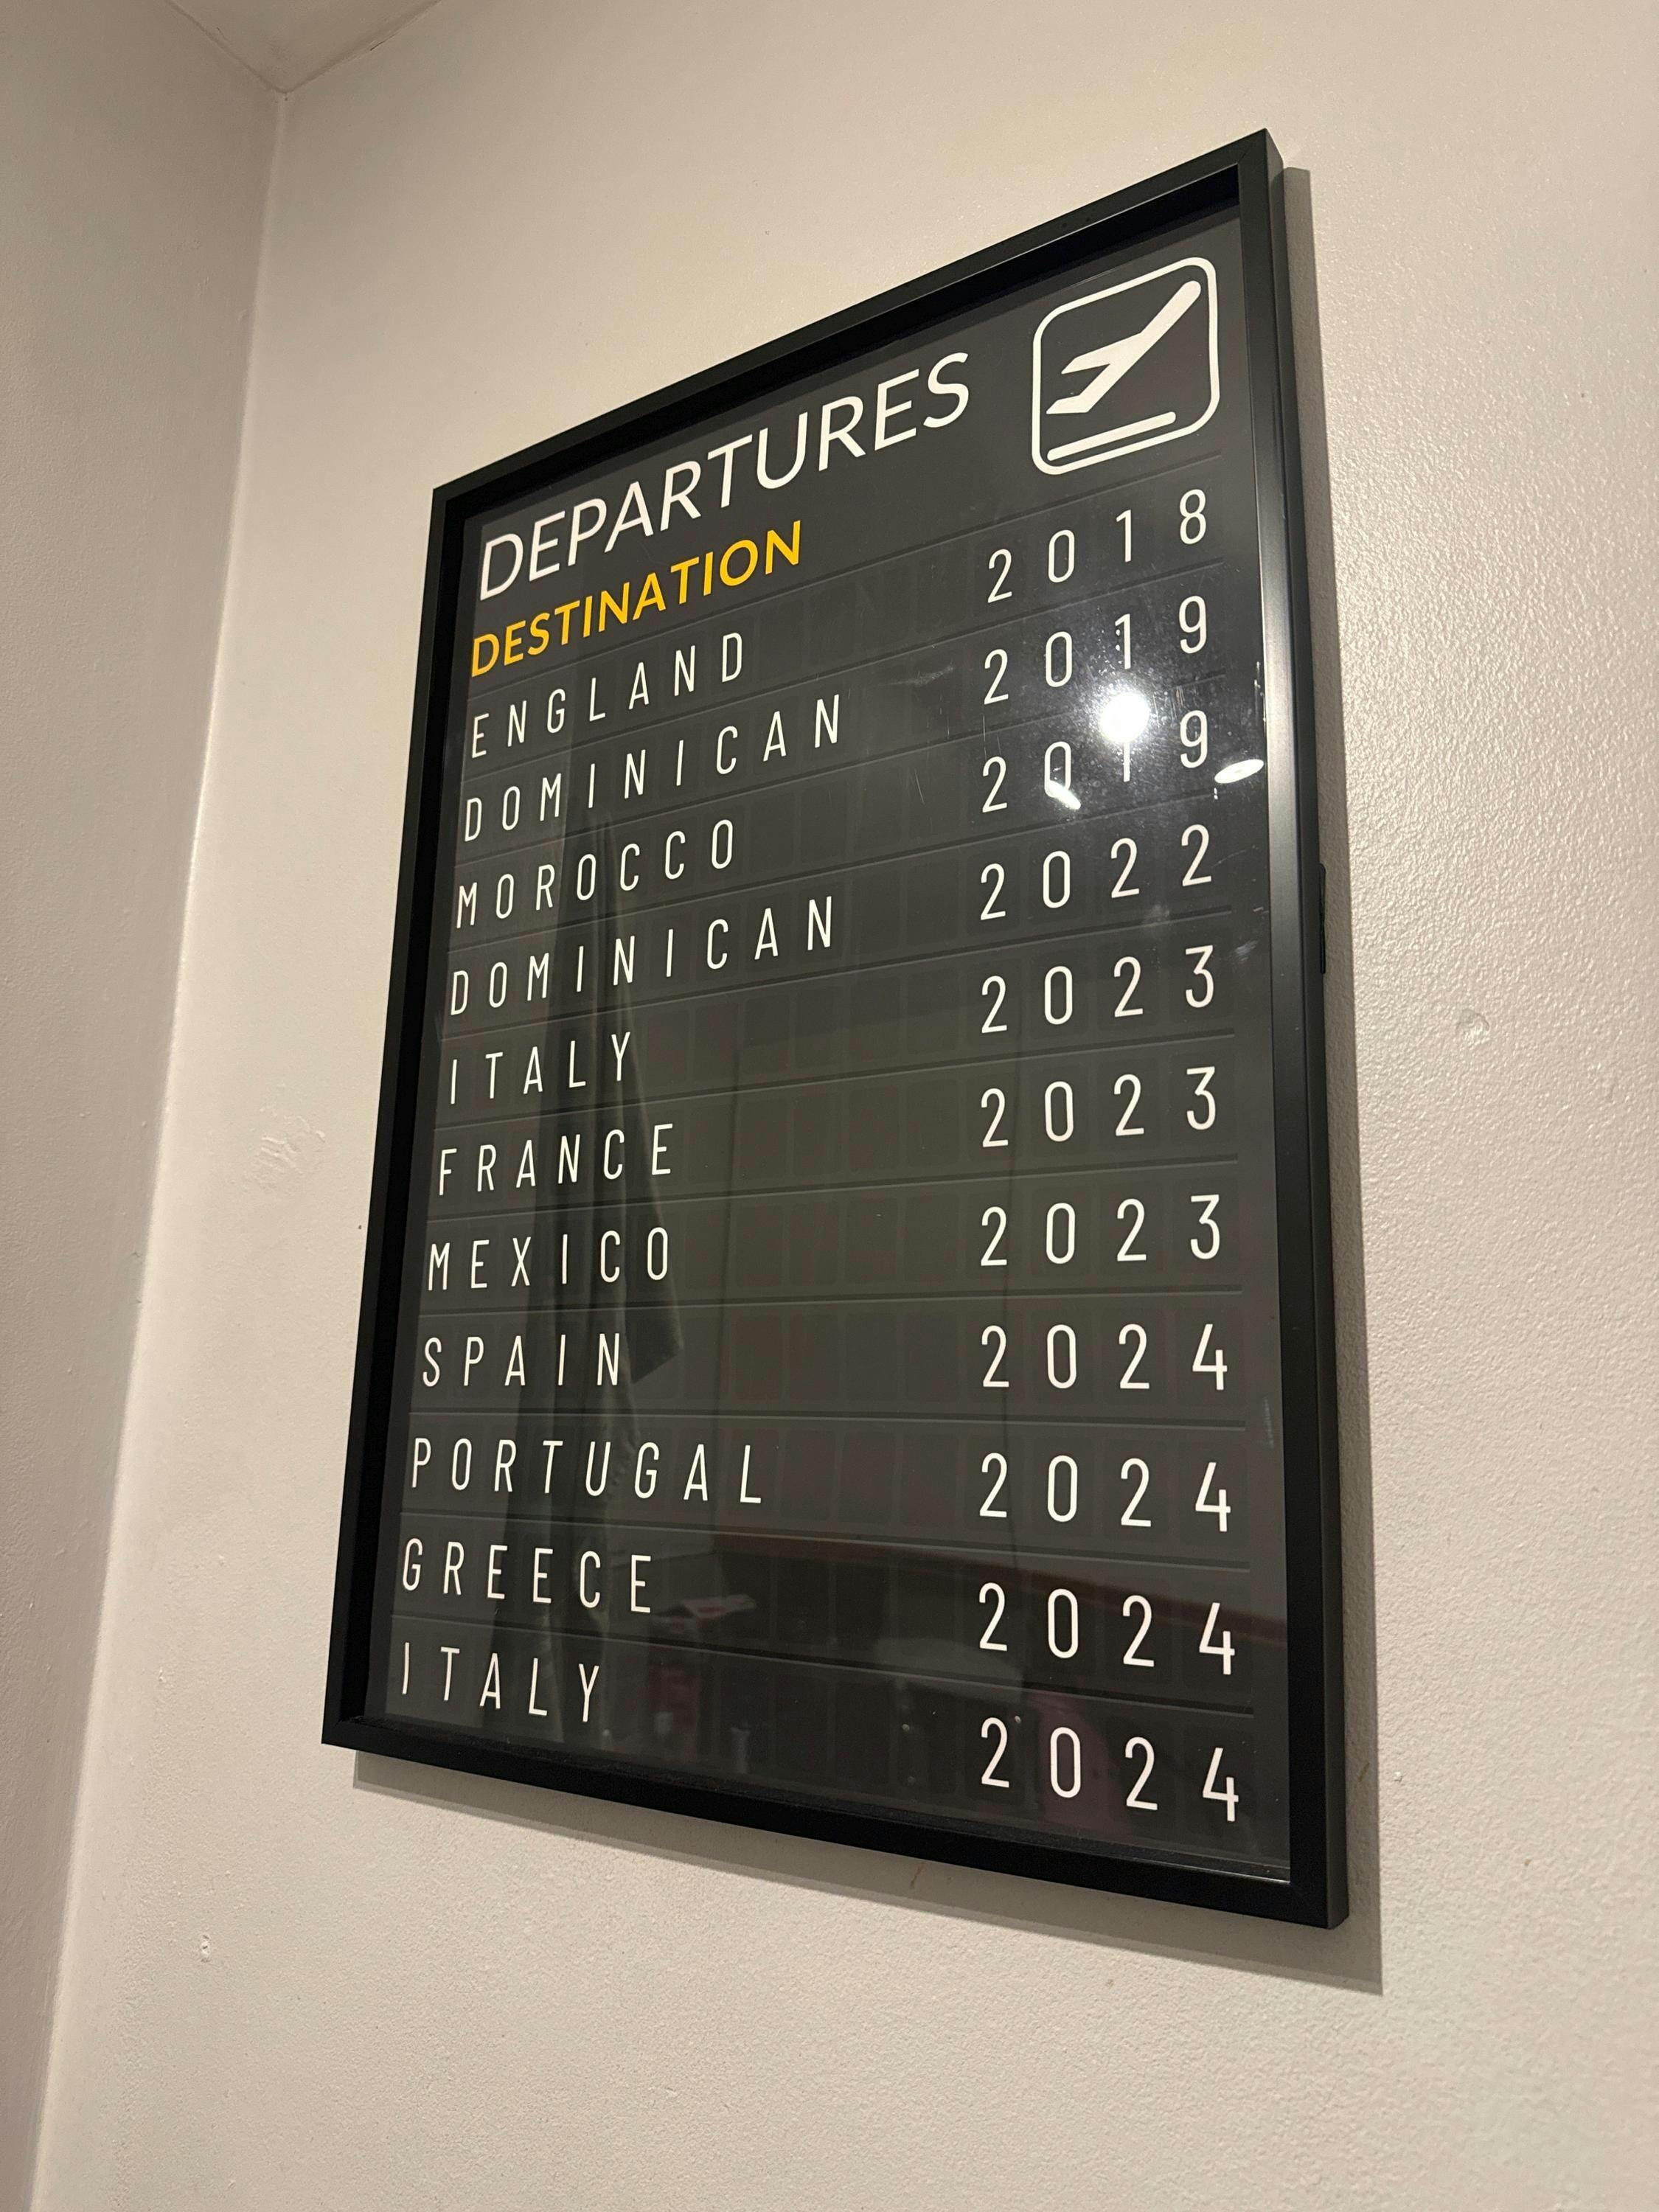 DEPARTURES
DESTINATION
ENGLAND 2018
DOMINICAN 2019
MOROCCO 2019
DOMINICAN 2022
ITALY 2023
FRANCE 2023
MEXICO 2023
SPAIN 2024
PORTUGAL 2024
GREECE 2024
ITALY 2024